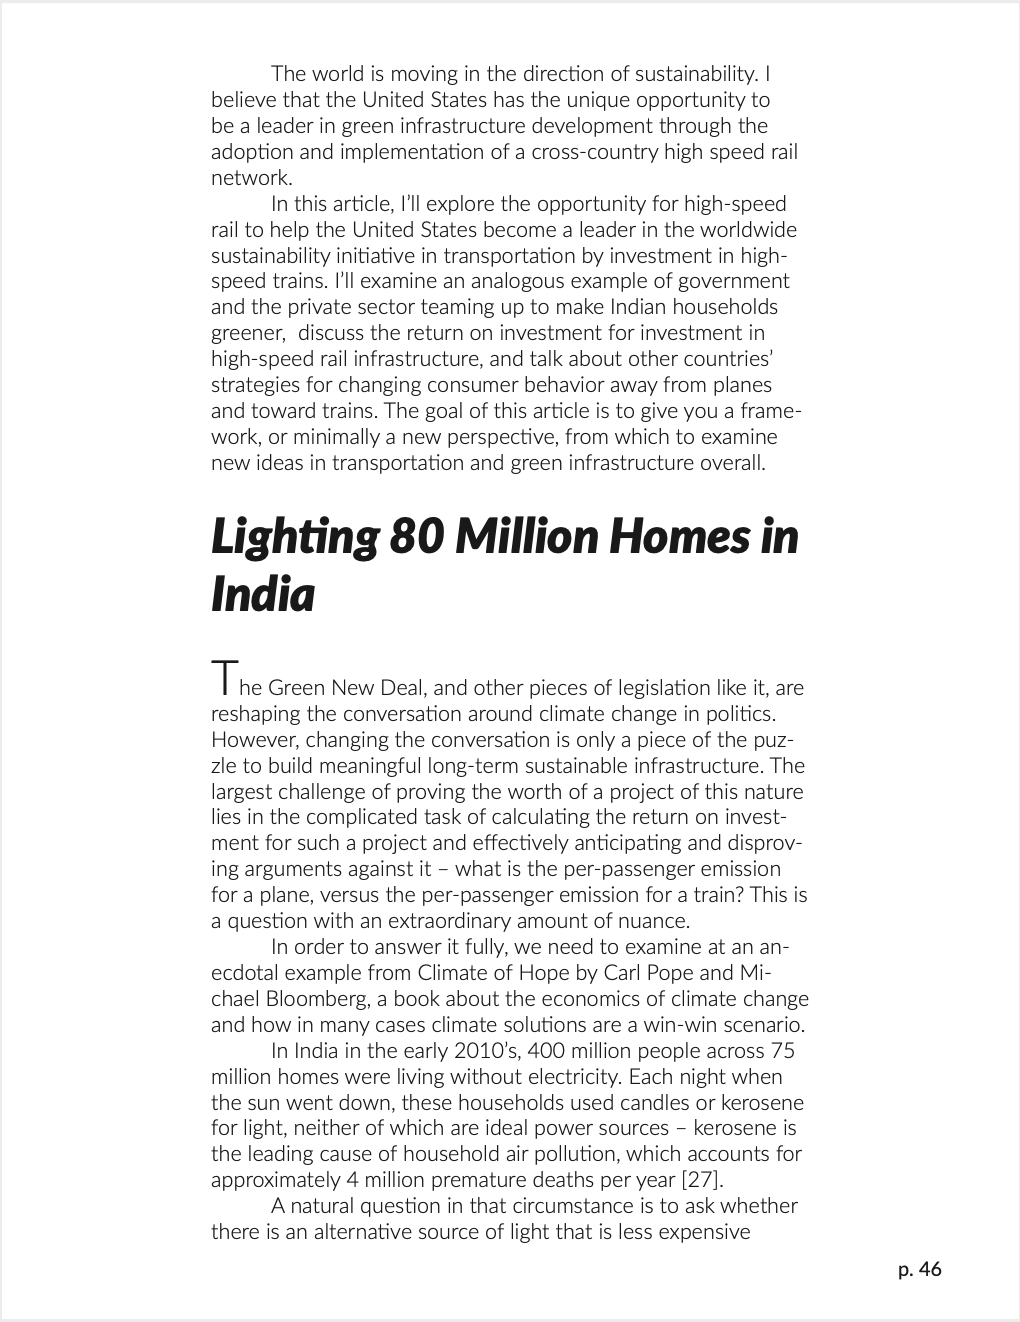 The world is moving in the direction of sustainability. I
believe that the United States has the unique opportunity to
be a leader in green infrastructure development through the
adoption and implementation of a cross-country high speed rail
network.
In this article, I’ll explore the opportunity for high-speed
rail to help the United States become a leader in the worldwide
sustainability initiative in transportation by investment in high-
speed trains. I’ll examine an analogous example of government
and the private sector teaming up to make Indian households
greener,  discuss the return on investment for investment in
high-speed rail infrastructure, and talk about other countries’
strategies for changing consumer behavior away from planes
and toward trains. The goal of this article is to give you a frame-
work, or minimally a new perspective, from which to examine
new ideas in transportation and green infrastructure overall.
Lighting 80 Million Homes in
India
The Green New Deal, and other pieces of legislation like it, are
reshaping the conversation around climate change in politics.
However, changing the conversation is only a piece of the puz-
zle to build meaningful long-term sustainable infrastructure. The
largest challenge of proving the worth of a project of this nature
lies in the complicated task of calculating the return on invest-
ment for such a project and effectively anticipating and disprov-
ing arguments against it – what is the per-passenger emission
for a plane, versus the per-passenger emission for a train? This is
a question with an extraordinary amount of nuance.
In order to answer it fully, we need to examine at an an-
ecdotal example from Climate of Hope by Carl Pope and Mi-
chael Bloomberg, a book about the economics of climate change
and how in many cases climate solutions are a win-win scenario.
In India in the early 2010’s, 400 million people across 75
million homes were living without electricity. Each night when
the sun went down, these households used candles or kerosene
for light, neither of which are ideal power sources – kerosene is
the leading cause of household air pollution, which accounts for
approximately 4 million premature deaths per year [27].
A natural question in that circumstance is to ask whether
there is an alternative source of light that is less expensive
p. 46